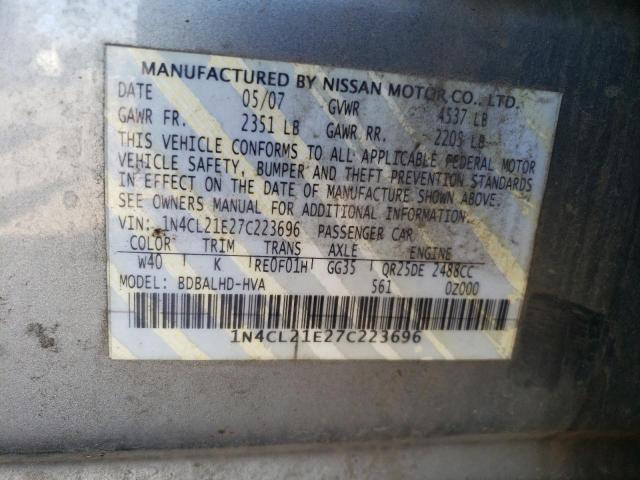 MANUFACTURED BY NISSAN MOTOR CO., LTD.
DATE 05/07 GVWR 4537 LB
GAWR FR. 2351 LB GAWR RR. 2209 LB
THIS VEHICLE CONFORMS TO ALL APPLICABLE FEDERAL MOTOR
VEHICLE SAFETY, BUMPER AND THEFT PREVENTION STANDARDS
IN EFFECT ON THE DATE OF MANUFACTURE SHOWN ABOVE.
SEE OWNERS MANUAL FOR ADDITIONAL INFORMATION.
VIN: 1N4CL21E27C223696 PASSENGER CAR
COLOR TRIM TRANS AXLE ENGINE
W40 K RE0F01H GG35 QR25DE 2488CC
MODEL: BDBALHD-HVA 561 0Z000
1N4CL21E27C223696